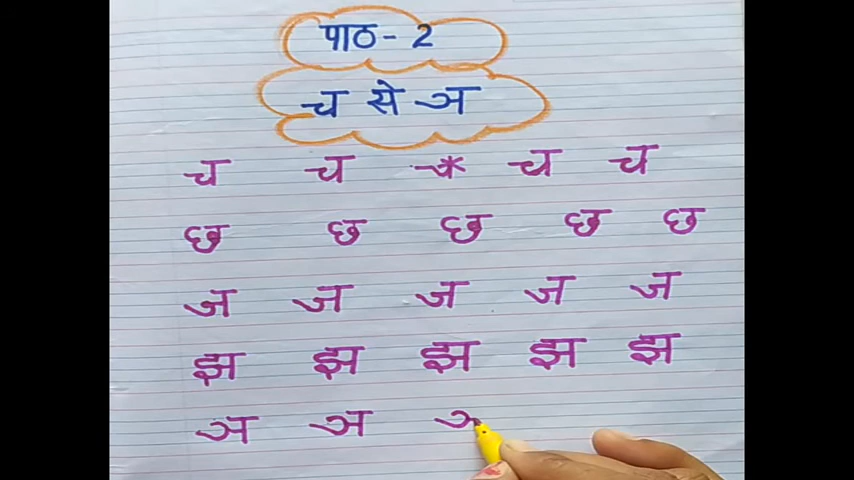 पाठ - 2
च से ञ
च च च च च
छ छ छ छ छ
ज ज ज ज ज
झ झ झ झ झ
ञ ञ